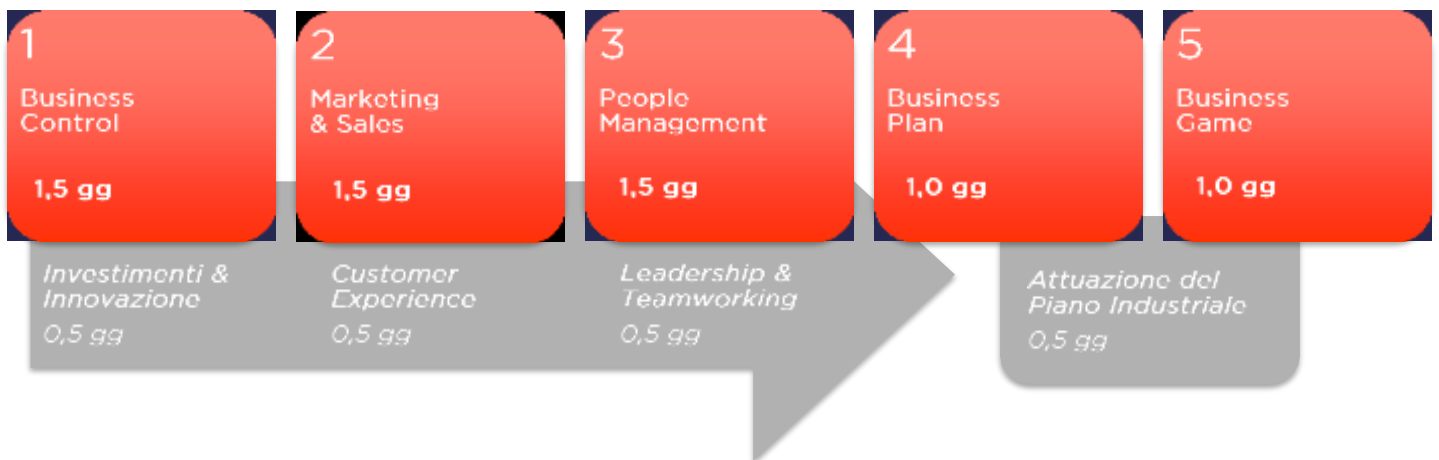 1
Business
Control
1,5 gg
2
Marketing
& Sales
1,5 gg
3
People
Management
1,5 gg
4
Business
Plan
1,0 gg
5
Business
Game
1,0 gg
Investimenti &
Innovazione
0,5 gg
Customer
Experience
0,5 gg
Leadership &
Teamworking
0,5 gg
Attuazione del
Piano Industriale
0,5 gg